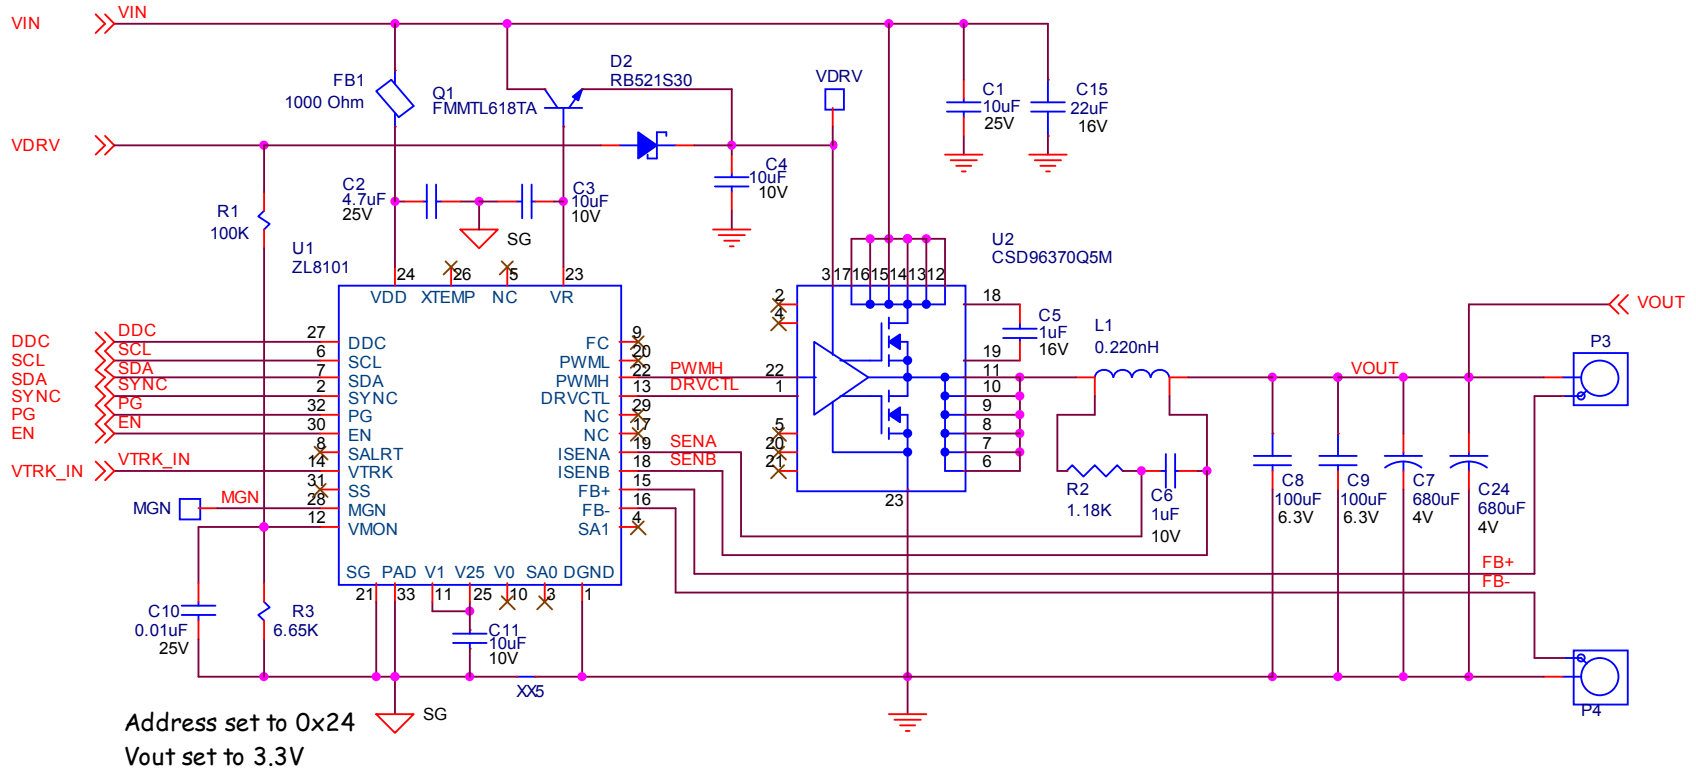 VIN
VIN
FB1
1000 Ohm
Q1
FMMTL618TA
D2
RB521S30
VDRV
C1
10uF
25V
C15
22uF
16V
VDRV
C2
4.7uF
25V
C3
10uF
10V
SG
C4
10uF
10V
R1
100K
U1
ZL8101
24
26
5
23
VDD
XTEMP
NC
VR
U2
CSD96370Q5M
3
17
16
15
14
13
12
2
4
18
C5
1uF
16V
19
L1
0.220nH
VOUT
P3
DDC
DDC
27
DDC
SCL
SCL
6
SCL
SDA
SDA
7
SDA
SYNC
SYNC
2
SYNC
PG
PG
32
PG
EN
EN
30
EN
8
SALRT
VTRK_IN
VTRK_IN
14
VTRK
31
SS
MGN
MGN
28
MGN
12
VMON
FC
9
PWML
20
PWMH
22
PWMH
22
DRVCTL
13
DRVCTL
1
NC
29
NC
17
ISENA
19
SENA
ISENB
18
SENB
FB+
15
FB-
16
SA1
4
5
20
21
11
10
9
8
7
6
23
VOUT
R2
1.18K
C6
1uF
10V
C8
100uF
6.3V
C9
100uF
6.3V
C7
680uF
4V
C24
680uF
4V
FB+
FB-
SG
PAD
V1
V25
V0
SA0
DGND
21
33
11
25
10
3
1
C10
0.01uF
25V
R3
6.65K
C11
10uF
10V
XX5
P4
SG
Address set to 0x24
Vout set to 3.3V